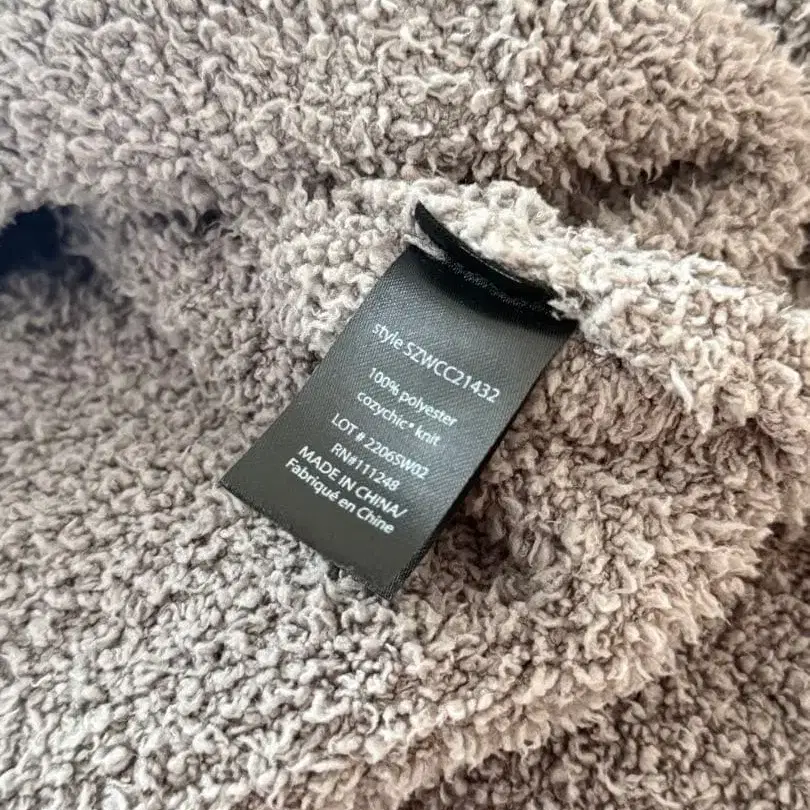 style SZWCC21432
100% polyester
cozychic® knit
LOT # 2206SW02
RN#111248
MADE IN CHINA/
Fabriqué en Chine